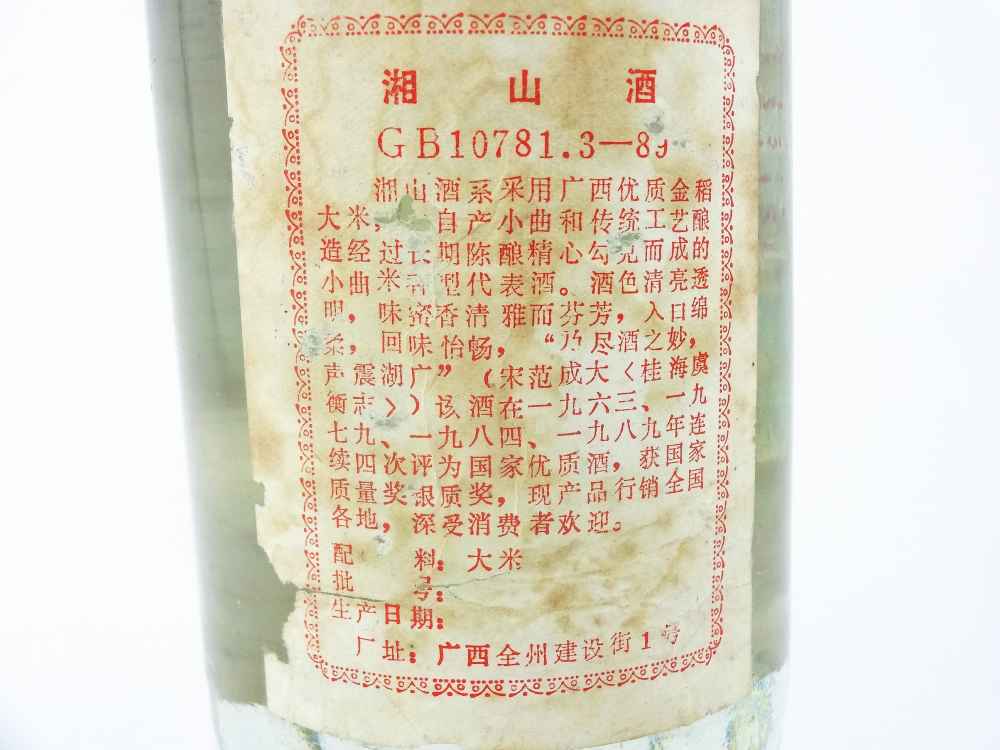 湘山酒
GB10781.3—89
湘山酒系采用广西优质金稻
大米，自产小曲和传统工艺酿
造经过长期陈酿精心勾兑而成的
小曲米香型代表酒。酒色清亮透
明，味蜜香清雅而芬芳，入口绵
柔，回味怡畅，“乃尽酒之妙，
声震湖广”（宋范成大〈桂海虞
衡志〉）该酒在一九六三、一九
七九、一九八四、一九八九年连
续四次评为国家优质酒，获国家
质量奖银质奖，现产品行销全国
各地，深受消费者欢迎。
配料：大米
批号：
生产日期：
厂址：广西全州建设街1号